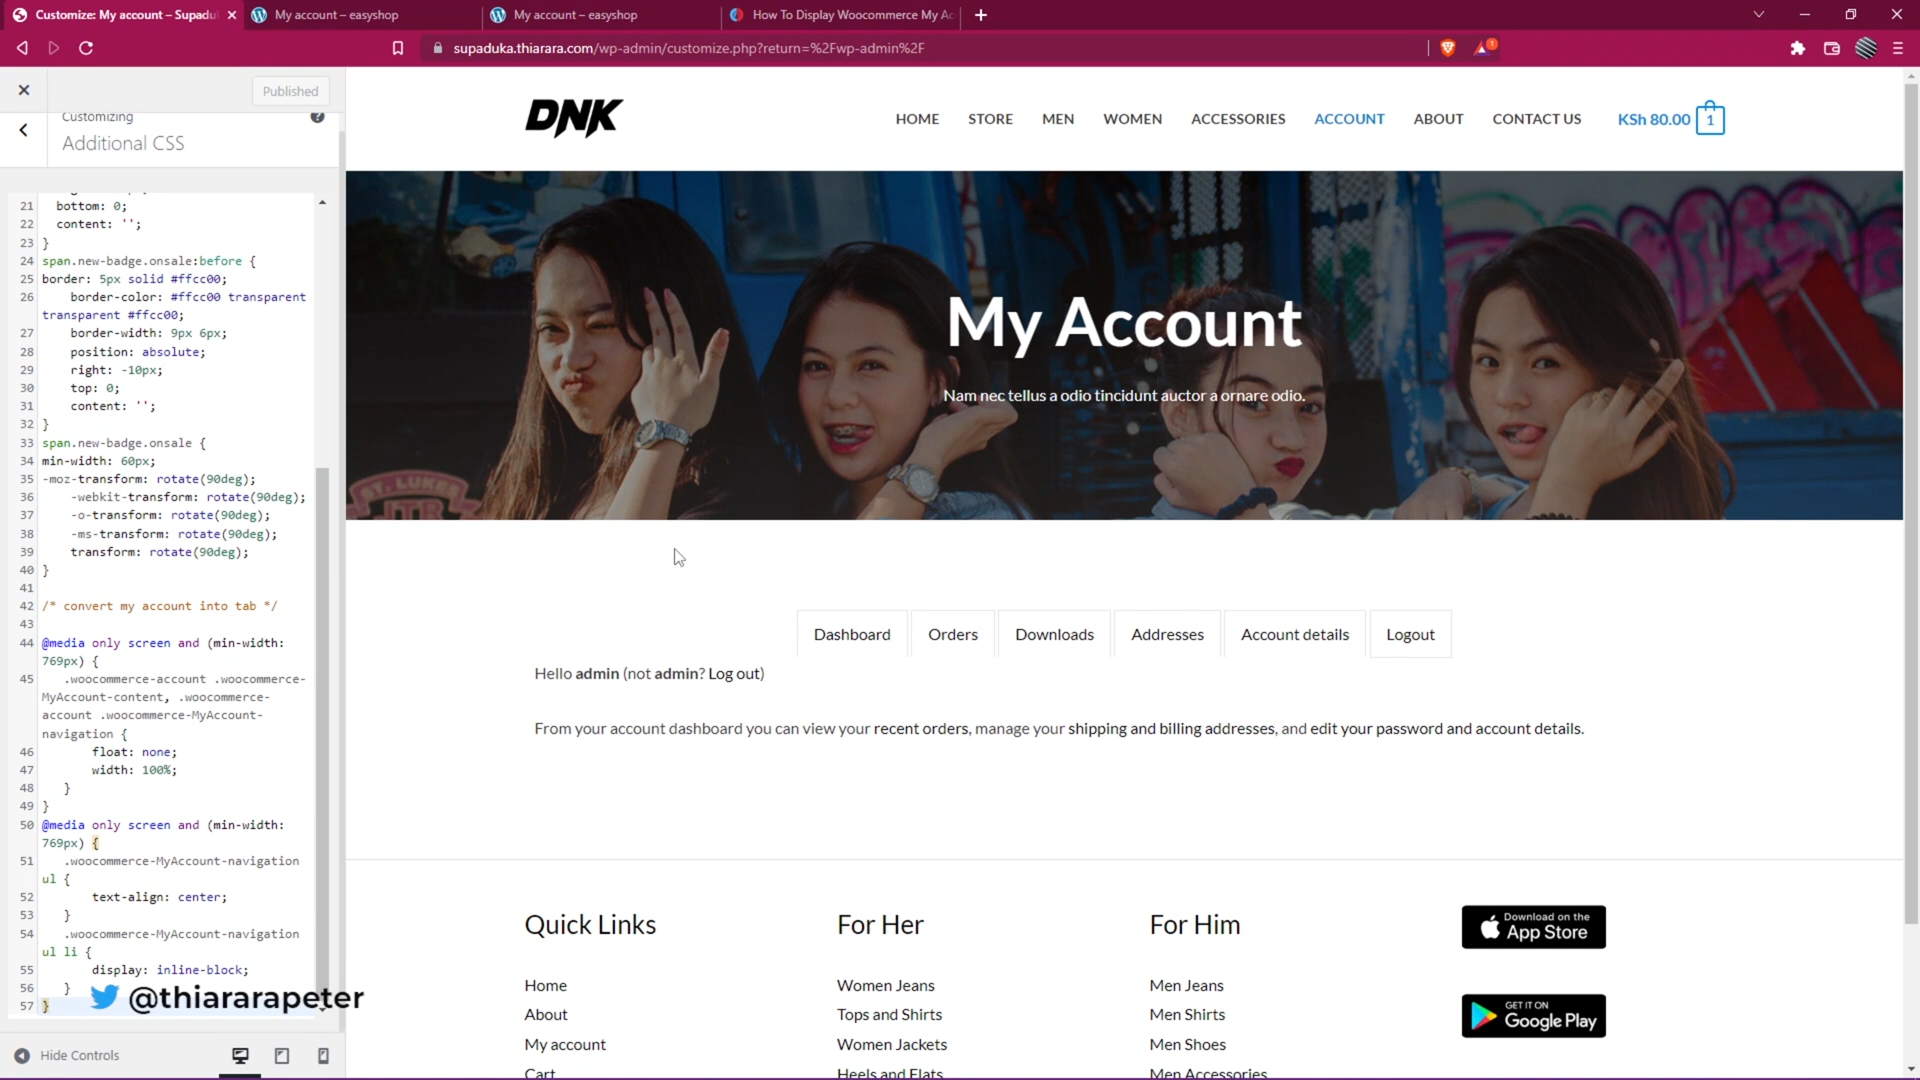 Customize: My account – Supadu
My account – easyshop
My account – easyshop
How To Display Woocommerce My Ac
supaduka.thiarara.com/wp-admin/customize.php?return=%2Fwp-admin%2F
1
Published
Customizing
Additional CSS
21 bottom: 0;
22 content: '';
23 }
24 span.new-badge.onsale:before {
25 border: 5px solid #ffcc00;
26 border-color: #ffcc00 transparent
transparent #ffcc00;
27 border-width: 9px 6px;
28 position: absolute;
29 right: -10px;
30 top: 0;
31 content: '';
32 }
33 span.new-badge.onsale {
34 min-width: 60px;
35 -moz-transform: rotate(90deg);
36 -webkit-transform: rotate(90deg);
37 -o-transform: rotate(90deg);
38 -ms-transform: rotate(90deg);
39 transform: rotate(90deg);
40 }
41
42 /* convert my account into tab */
43
44 @media only screen and (min-width:
769px) {
45 .woocommerce-account .woocommerce-
MyAccount-content, .woocommerce-
account .woocommerce-MyAccount-
navigation {
46 float: none;
47 width: 100%;
48 }
49 }
50 @media only screen and (min-width:
769px) {
51 .woocommerce-MyAccount-navigation
ul {
52 text-align: center;
53 }
54 .woocommerce-MyAccount-navigation
ul li {
55 display: inline-block;
56 }
57 }
@thiararapeter
Hide Controls
DNK
HOME STORE MEN WOMEN ACCESSORIES ACCOUNT ABOUT CONTACT US KSh 80.00 1
My Account
Nam nec tellus a odio tincidunt auctor a ornare odio.
ST. LUKES
JTR
Dashboard Orders Downloads Addresses Account details Logout
Hello admin (not admin? Log out)
From your account dashboard you can view your recent orders, manage your shipping and billing addresses, and edit your password and account details.
Quick Links
Home
About
My account
Cart
For Her
Women Jeans
Tops and Shirts
Women Jackets
Heels and Flats
For Him
Men Jeans
Men Shirts
Men Shoes
Men Accessories
Download on the
App Store
GET IT ON
Google Play